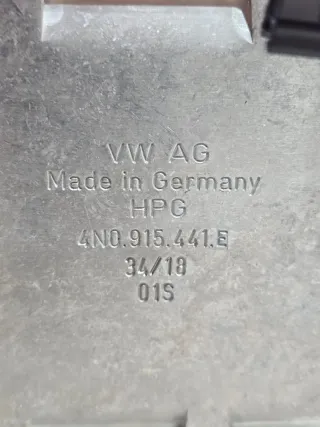 VW AG
Made in Germany
HPG
4N0.915.441.E
34/18
01S